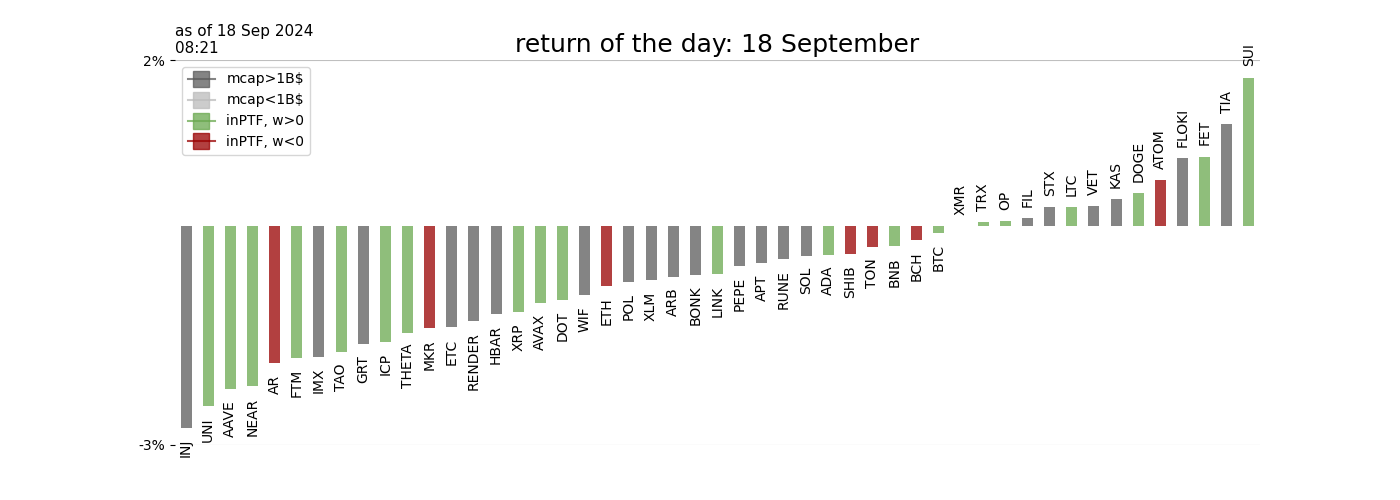 as of 18 Sep 2024
08:21
return of the day: 18 September
2%
mcap>1B$
mcap<1B$
inPTF, w>0
inPTF, w<0
-3%
INJ
UNI
AAVE
NEAR
AR
FTM
IMX
TAO
GRT
ICP
THETA
MKR
ETC
RENDER
HBAR
XRP
AVAX
DOT
WIF
ETH
POL
XLM
ARB
BONK
LINK
PEPE
APT
RUNE
SOL
ADA
SHIB
TON
BNB
BCH
BTC
XMR
TRX
OP
FIL
STX
LTC
VET
KAS
DOGE
ATOM
FLOKI
FET
TIA
SUI